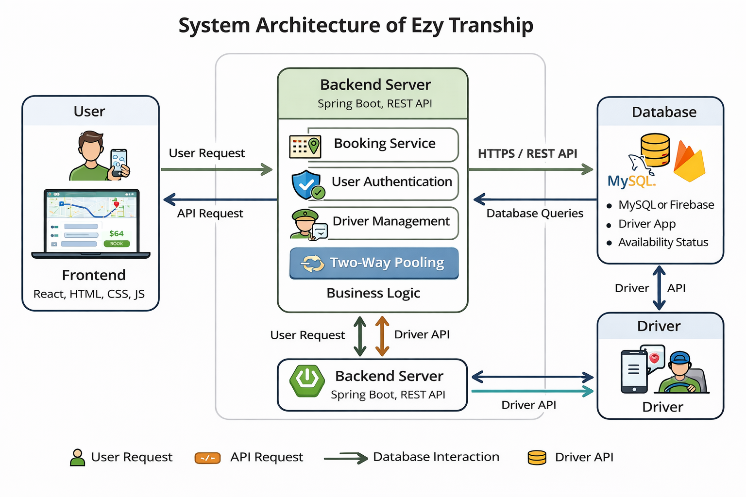 System Architecture of Ezy Tranship
User
Frontend
React, HTML, CSS, JS
$64
BOOK
User Request
API Request
Backend Server
Spring Boot, REST API
Booking Service
User Authentication
Driver Management
Two-Way Pooling
Business Logic
HTTPS / REST API
Database Queries
Database
MySQL
• MySQL or Firebase
• Driver App
• Availability Status
Driver API
User Request
Driver API
Backend Server
Spring Boot, REST API
Driver API
Driver
Driver
User Request
API Request
Database Interaction
Driver API